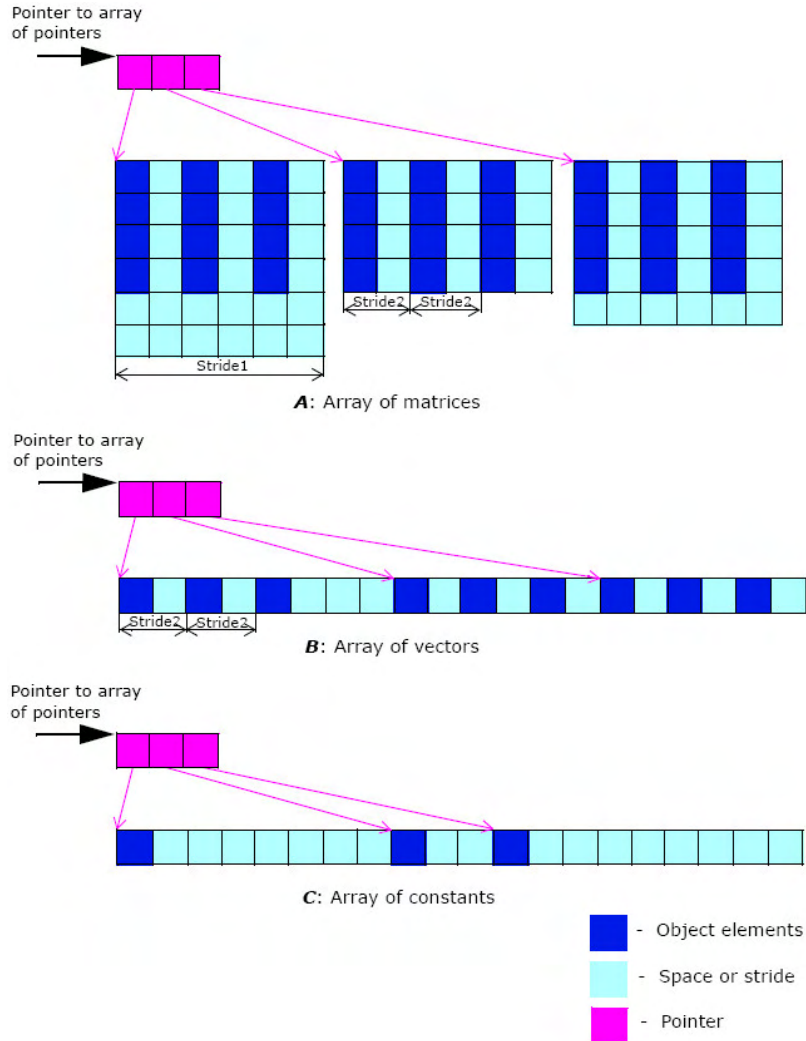 Pointer to array
of pointers
Stride2 Stride2
Stride1
A: Array of matrices
Pointer to array
of pointers
Stride2 Stride2
B: Array of vectors
Pointer to array
of pointers
C: Array of constants
- Object elements
- Space or stride
- Pointer